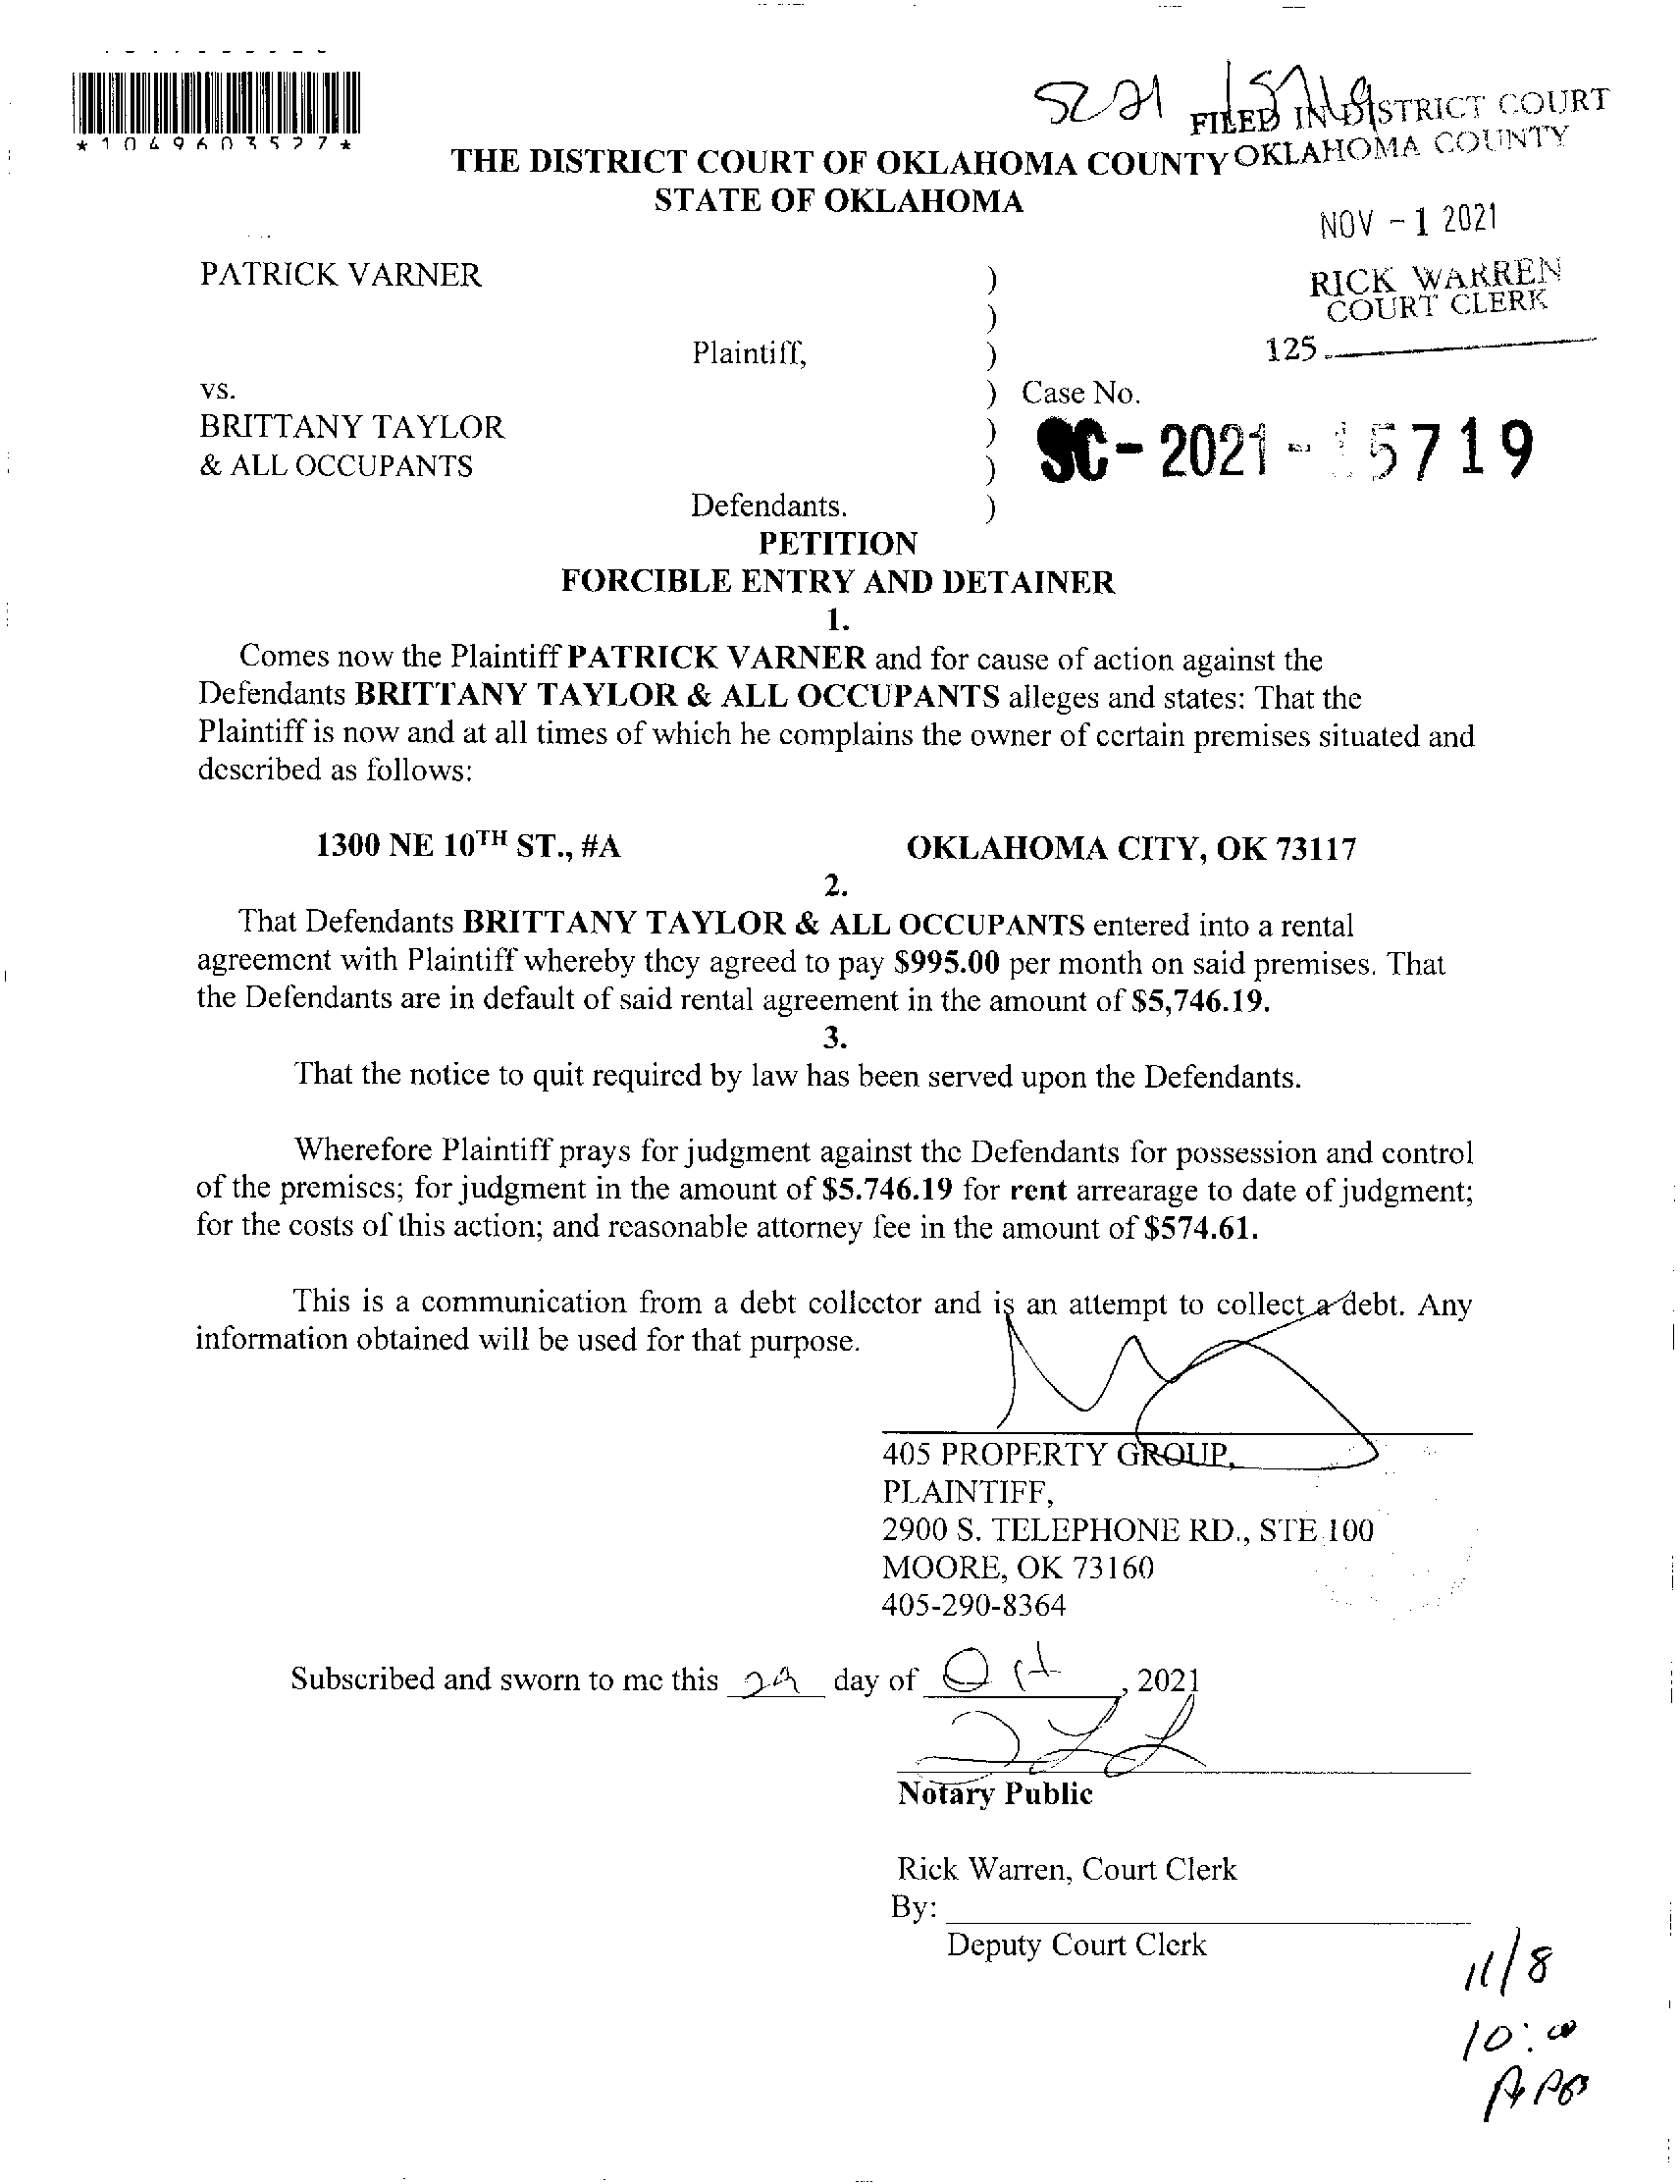 *1049603527*
FILED IN DISTRICT COURT
OKLAHOMA COUNTY
THE DISTRICT COURT OF OKLAHOMA COUNTY
STATE OF OKLAHOMA
NOV - 1 2021
RICK WARREN
COURT CLERK
125
PATRICK VARNER )
)
Plaintiff, )
vs. ) Case No.
BRITTANY TAYLOR )
& ALL OCCUPANTS ) SC-2021-15719
Defendants. )
PETITION
FORCIBLE ENTRY AND DETAINER
1.
Comes now the Plaintiff PATRICK VARNER and for cause of action against the
Defendants BRITTANY TAYLOR & ALL OCCUPANTS alleges and states: That the
Plaintiff is now and at all times of which he complains the owner of certain premises situated and
described as follows:
1300 NE 10TH ST., #A OKLAHOMA CITY, OK 73117
2.
That Defendants BRITTANY TAYLOR & ALL OCCUPANTS entered into a rental
agreement with Plaintiff whereby they agreed to pay $995.00 per month on said premises. That
the Defendants are in default of said rental agreement in the amount of $5,746.19.
3.
That the notice to quit required by law has been served upon the Defendants.
Wherefore Plaintiff prays for judgment against the Defendants for possession and control
of the premises; for judgment in the amount of $5.746.19 for rent arrearage to date of judgment;
for the costs of this action; and reasonable attorney fee in the amount of $574.61.
This is a communication from a debt collector and is an attempt to collect a debt. Any
information obtained will be used for that purpose.
405 PROPERTY GROUP,
PLAINTIFF,
2900 S. TELEPHONE RD., STE 100
MOORE, OK 73160
405-290-8364
Subscribed and sworn to me this day of Oct, 2021
Notary Public
Rick Warren, Court Clerk
By:
Deputy Court Clerk
11/8
10:00